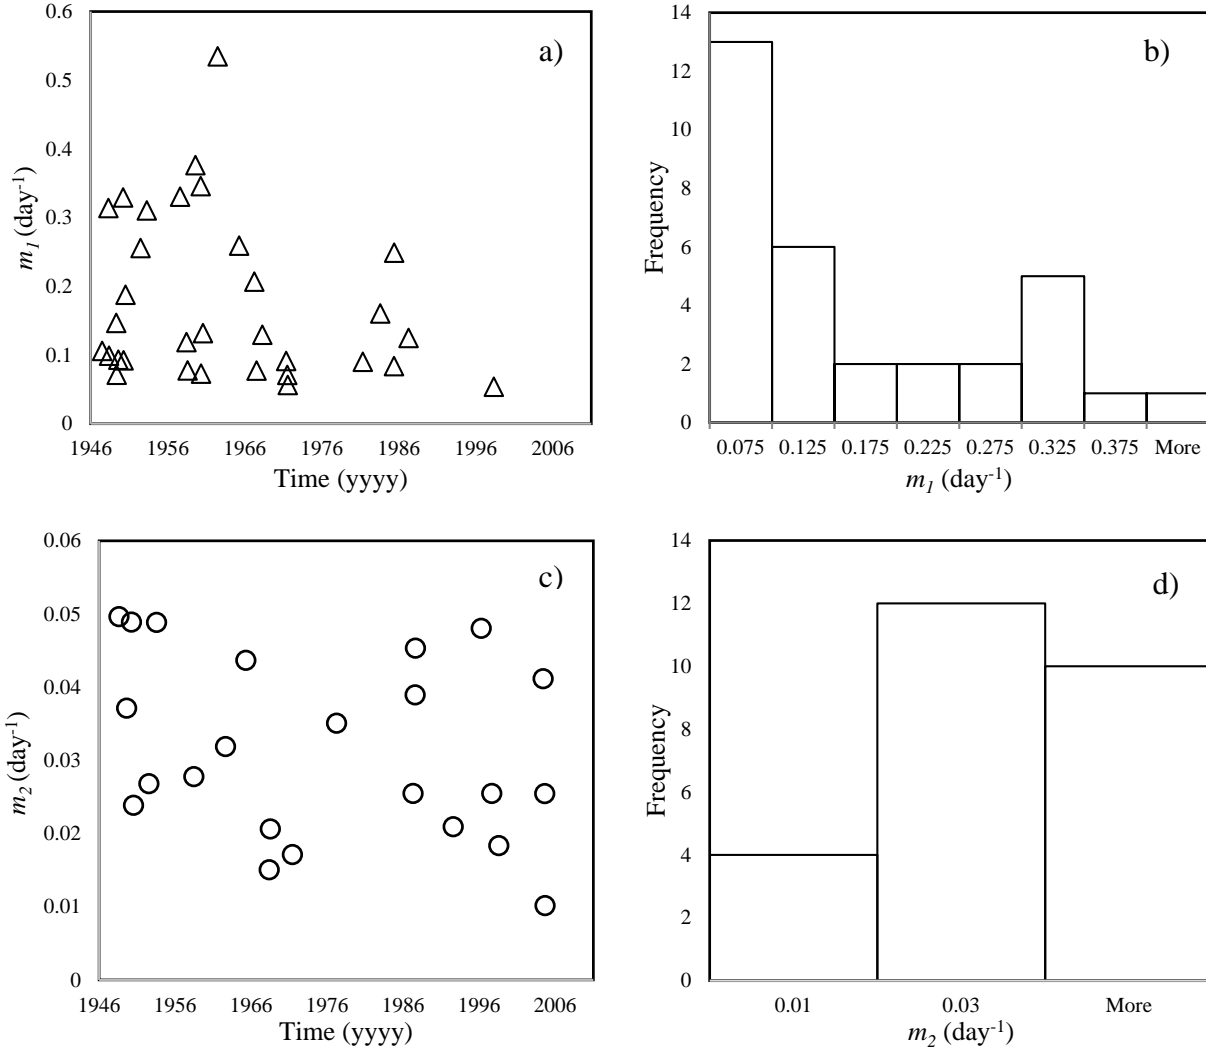 a)
0.6
0.5
0.4
0.3
0.2
0.1
0
m1 (day-1)
1946 1956 1966 1976 1986 1996 2006
Time (yyyy)
b)
14
12
10
8
6
4
2
0
Frequency
0.075 0.125 0.175 0.225 0.275 0.325 0.375 More
m1 (day-1)
c)
0.06
0.05
0.04
0.03
0.02
0.01
0
m2 (day-1)
1946 1956 1966 1976 1986 1996 2006
Time (yyyy)
d)
14
12
10
8
6
4
2
0
Frequency
0.01 0.03 More
m2 (day-1)